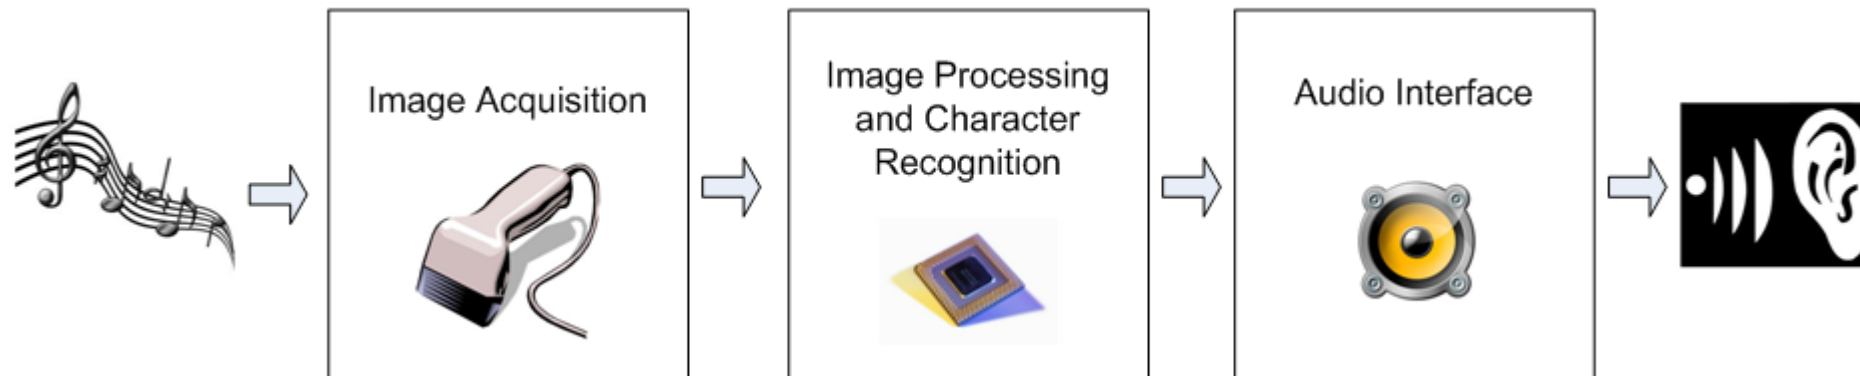 Image Acquisition
Image Processing
and Character
Recognition
Audio Interface